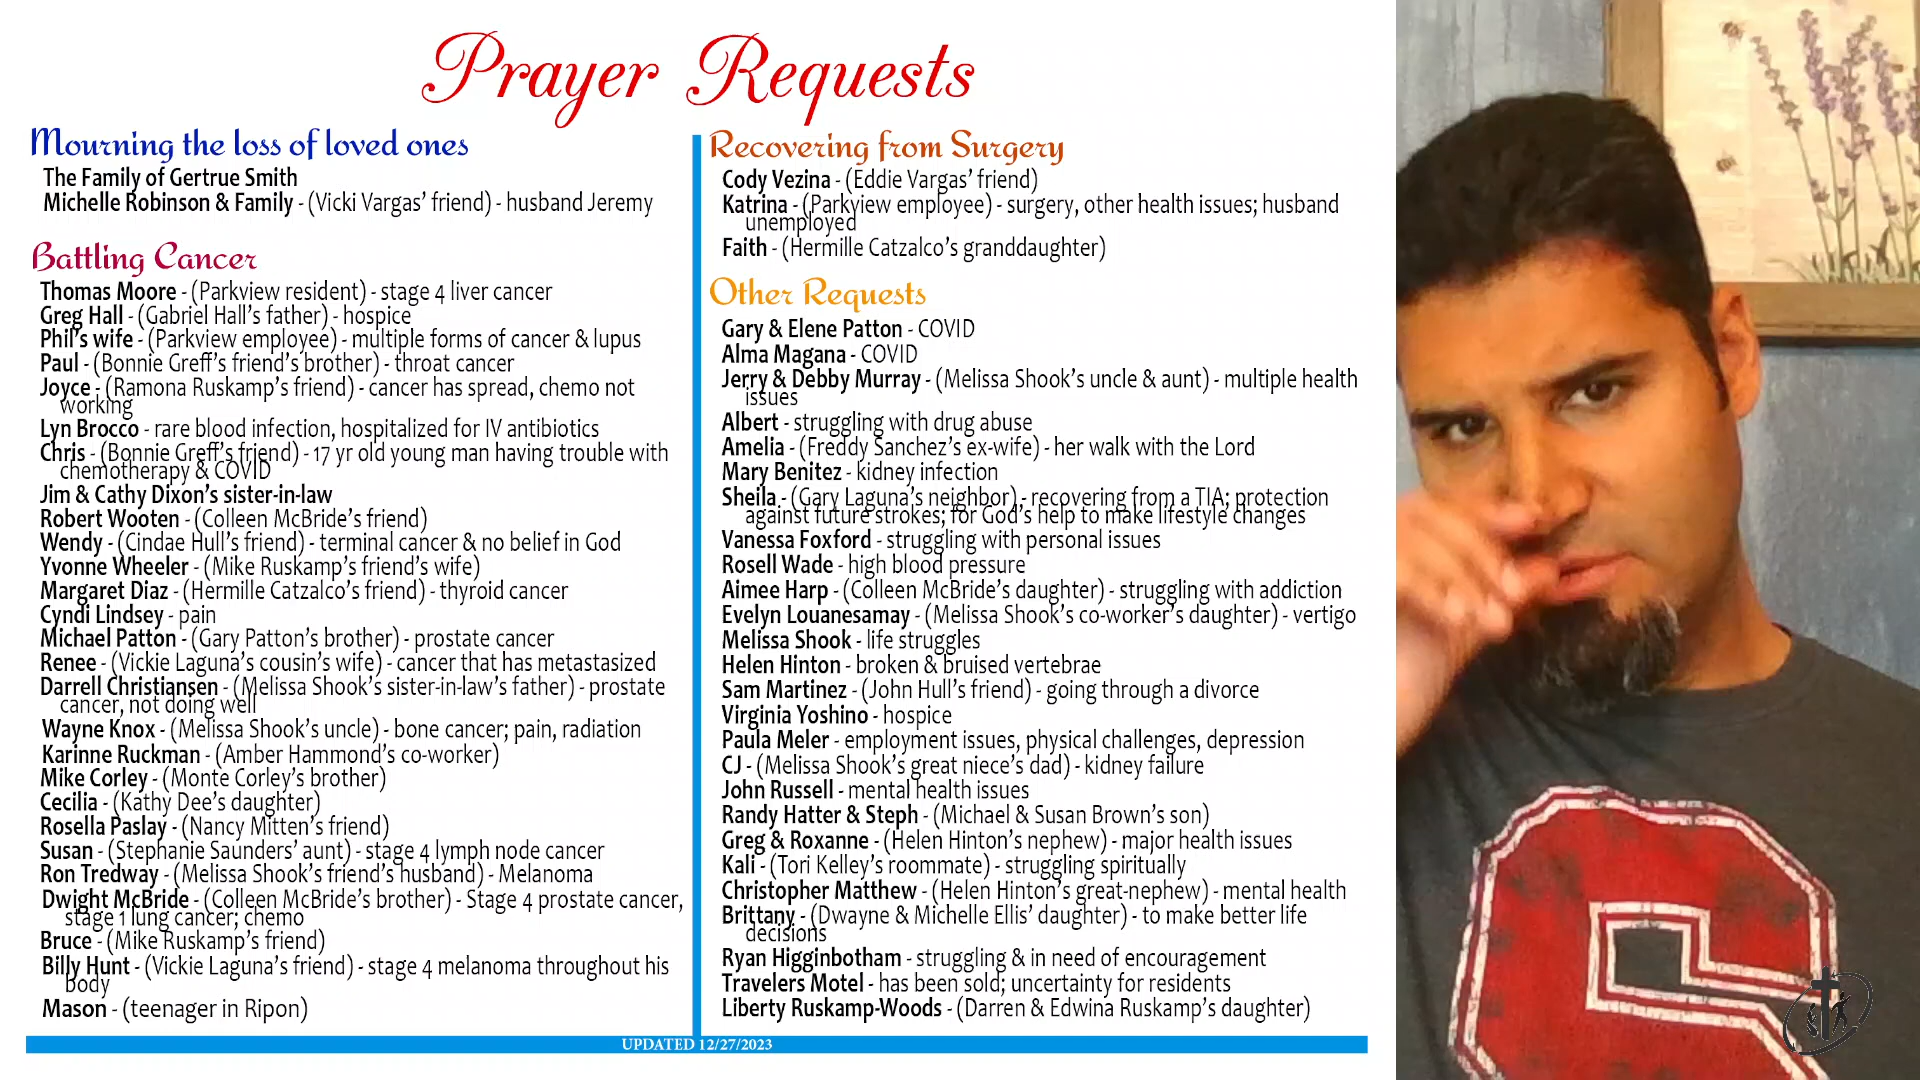 Prayer Requests
Mourning the loss of loved ones
The Family of Gertrue Smith
Michelle Robinson & Family - (Vicki Vargas' friend) - husband Jeremy
Battling Cancer
Thomas Moore - (Parkview resident) - stage 4 liver cancer
Greg Hall - (Gabriel Hall's father) - hospice
Phil's wife - (Parkview employee) - multiple forms of cancer & lupus
Paul - (Bonnie Greff's friend's brother) - throat cancer
Joyce - (Ramona Ruskamp's friend) - cancer has spread, chemo not
working
Lyn Brocco - rare blood infection, hospitalized for IV antibiotics
Chris - (Bonnie Greff's friend) - 17 yr old young man having trouble with
chemotherapy & COVID
Jim & Cathy Dixon's sister-in-law
Robert Wooten - (Colleen McBride's friend)
Wendy - (Cindae Hull's friend) - terminal cancer & no belief in God
Yvonne Wheeler - (Mike Ruskamp's friend's wife)
Margaret Diaz - (Hermille Catzalco's friend) - thyroid cancer
Cyndi Lindsey - pain
Michael Patton - (Gary Patton's brother) - prostate cancer
Renee - (Vickie Laguna's cousin's wife) - cancer that has metastasized
Darrell Christiansen - (Melissa Shook's sister-in-law's father) - prostate
cancer, not doing well
Wayne Knox - (Melissa Shook's uncle) - bone cancer; pain, radiation
Karinne Ruckman - (Amber Hammond's co-worker)
Mike Corley - (Monte Corley's brother)
Cecilia - (Kathy Dee's daughter)
Rosella Paslay - (Nancy Mitten's friend)
Susan - (Stephanie Saunders' aunt) - stage 4 lymph node cancer
Ron Tredway - (Melissa Shook's friend's husband) - Melanoma
Dwight McBride - (Colleen McBride's brother) - Stage 4 prostate cancer,
stage 1 lung cancer; chemo
Bruce - (Mike Ruskamp's friend)
Billy Hunt - (Vickie Laguna's friend) - stage 4 melanoma throughout his
body
Mason - (teenager in Ripon)
Recovering from Surgery
Cody Vezina - (Eddie Vargas' friend)
Katrina - (Parkview employee) - surgery, other health issues; husband
unemployed
Faith - (Hermille Catzalco's granddaughter)
Other Requests
Gary & Elene Patton - COVID
Alma Magana - COVID
Jerry & Debby Murray - (Melissa Shook's uncle & aunt) - multiple health
issues
Albert - struggling with drug abuse
Amelia - (Freddy Sanchez's ex-wife) - her walk with the Lord
Mary Benitez - kidney infection
Sheila - (Gary Laguna's neighbor) - recovering from a TIA; protection
against future strokes; for God's help to make lifestyle changes
Vanessa Foxford - struggling with personal issues
Rosell Wade - high blood pressure
Aimee Harp - (Colleen McBride's daughter) - struggling with addiction
Evelyn Louanesamay - (Melissa Shook's co-worker's daughter) - vertigo
Melissa Shook - life struggles
Helen Hinton - broken & bruised vertebrae
Sam Martinez - (John Hull's friend) - going through a divorce
Virginia Yoshino - hospice
Paula Meler - employment issues, physical challenges, depression
CJ - (Melissa Shook's great niece's dad) - kidney failure
John Russell - mental health issues
Randy Hatter & Steph - (Michael & Susan Brown's son)
Greg & Roxanne - (Helen Hinton's nephew) - major health issues
Kali - (Tori Kelley's roommate) - struggling spiritually
Christopher Matthew - (Helen Hinton's great-nephew) - mental health
Brittany - (Dwayne & Michelle Ellis' daughter) - to make better life
decisions
Ryan Higginbotham - struggling & in need of encouragement
Travelers Motel - has been sold; uncertainty for residents
Liberty Ruskamp-Woods - (Darren & Edwina Ruskamp's daughter)
UPDATED 12/27/2023